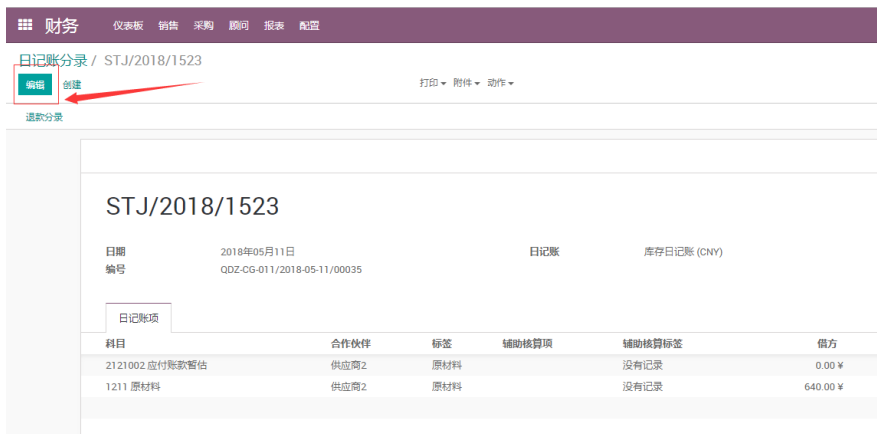 财务 仪表板 销售 采购 顾问 报表 配置
日记账分录 / STJ/2018/1523
编辑 创建 打印 附件 动作
退款分录
STJ/2018/1523
日期 2018年05月11日 日记账 库存日记账 (CNY)
编号 QDZ-CG-011/2018-05-11/00035
日记账项
科目 合作伙伴 标签 辅助核算项 辅助核算标签 借方
2121002 应付账款暂估 供应商2 原材料 没有记录 0.00 ¥
1211 原材料 供应商2 原材料 没有记录 640.00 ¥